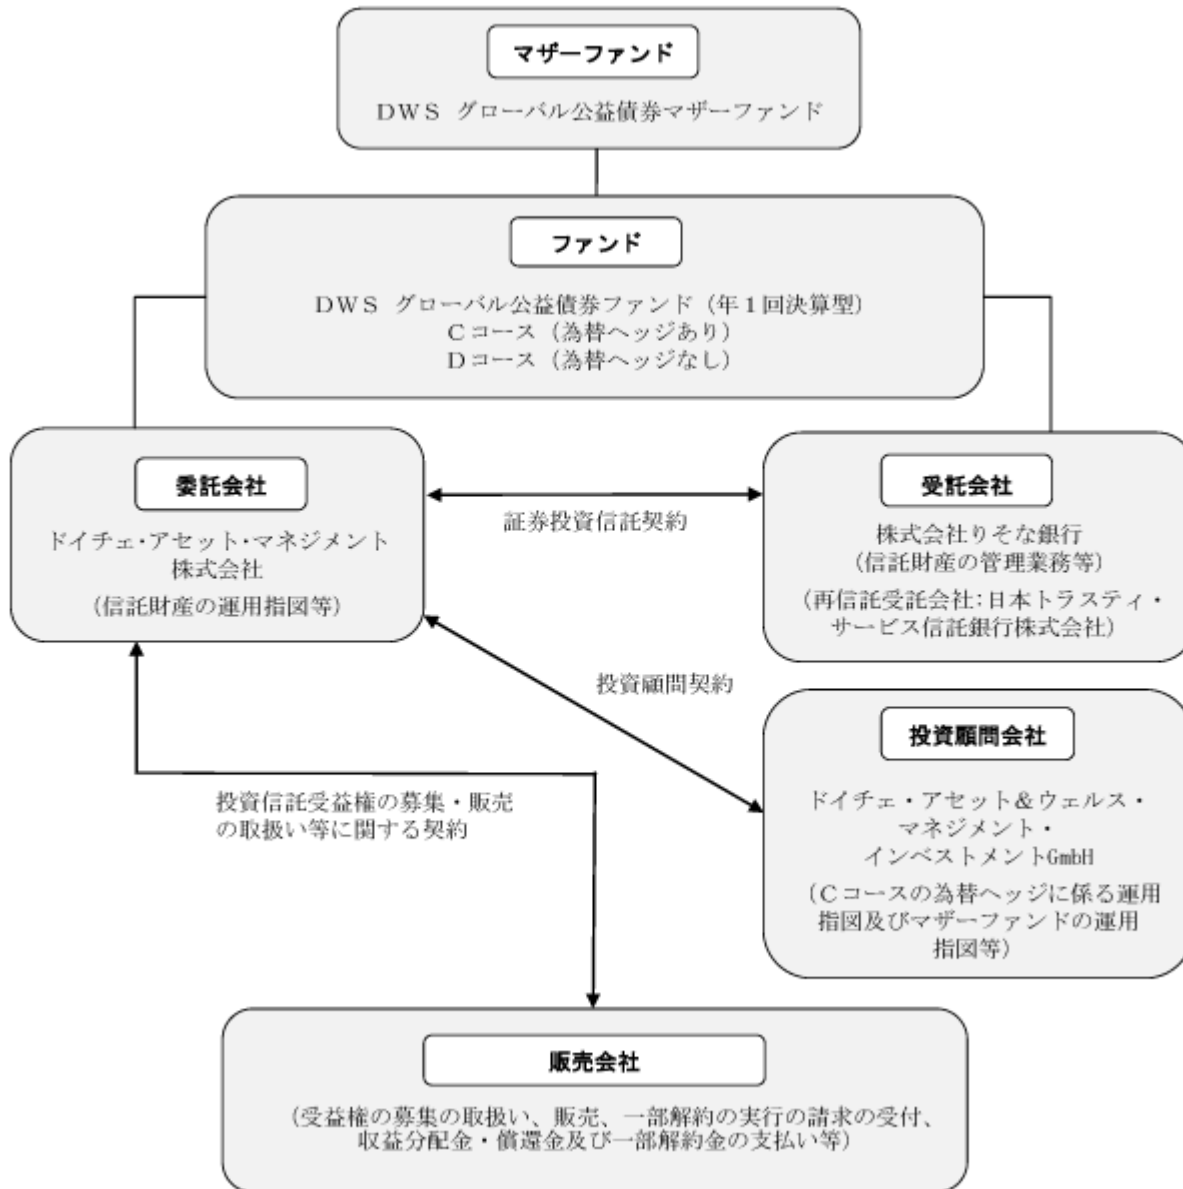 マザーファンド
DWS グローバル公益債券マザーファンド
ファンド
DWS グローバル公益債券ファンド（年１回決算型）
Cコース（為替ヘッジあり）
Dコース（為替ヘッジなし）
委託会社
ドイチェ・アセット・マネジメント
株式会社
（信託財産の運用指図等）
証券投資信託契約
受託会社
株式会社りそな銀行
（信託財産の管理業務等）
（再信託受託会社：日本トラスティ・
サービス信託銀行株式会社）
投資顧問契約
投資顧問会社
ドイチェ・アセット＆ウェルス・
マネジメント・
インベストメントGmbH
（Cコースの為替ヘッジに係る運用
指図及びマザーファンドの運用
指図等）
投資信託受益権の募集・販売
の取扱い等に関する契約
販売会社
（受益権の募集の取扱い、販売、一部解約の実行の請求の受付、
収益分配金・償還金及び一部解約金の支払い等）